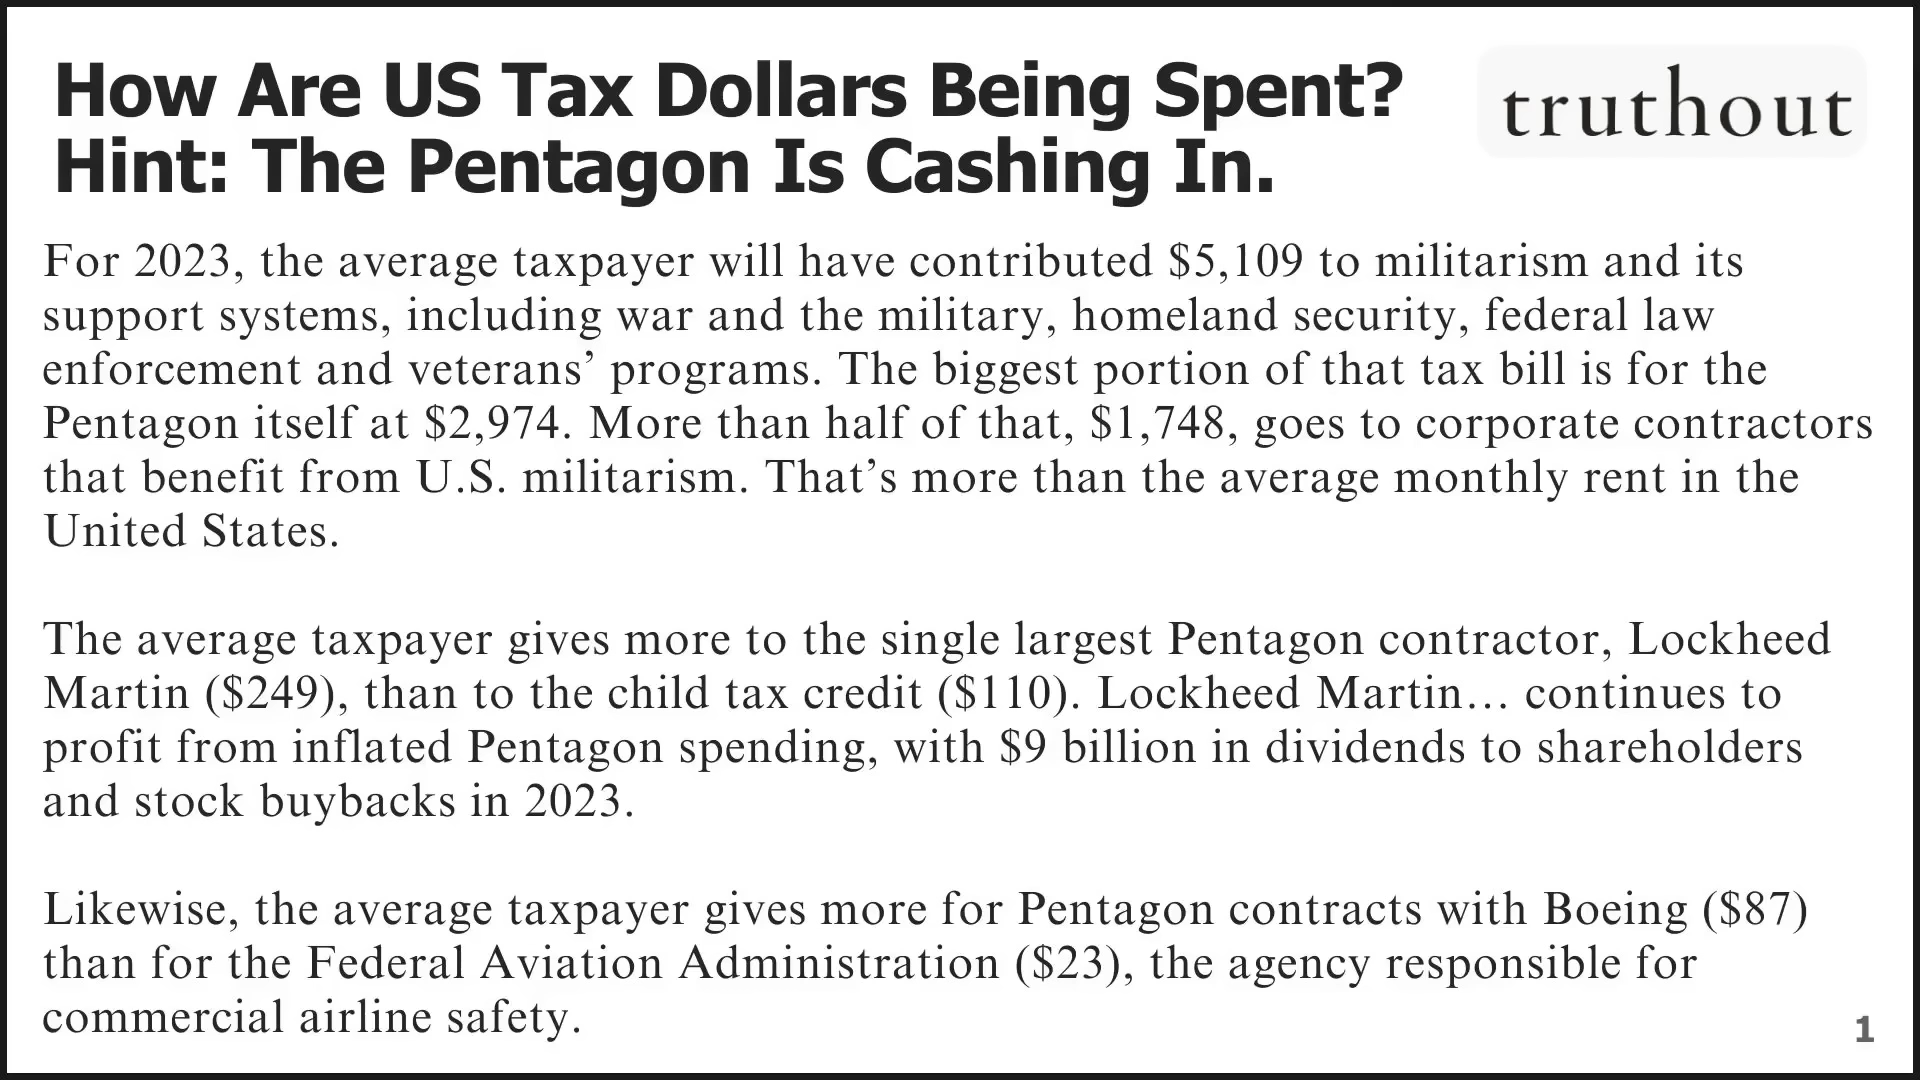 How Are US Tax Dollars Being Spent?
Hint: The Pentagon Is Cashing In.
truthout
For 2023, the average taxpayer will have contributed $5,109 to militarism and its
support systems, including war and the military, homeland security, federal law
enforcement and veterans’ programs. The biggest portion of that tax bill is for the
Pentagon itself at $2,974. More than half of that, $1,748, goes to corporate contractors
that benefit from U.S. militarism. That’s more than the average monthly rent in the
United States.
The average taxpayer gives more to the single largest Pentagon contractor, Lockheed
Martin ($249), than to the child tax credit ($110). Lockheed Martin… continues to
profit from inflated Pentagon spending, with $9 billion in dividends to shareholders
and stock buybacks in 2023.
Likewise, the average taxpayer gives more for Pentagon contracts with Boeing ($87)
than for the Federal Aviation Administration ($23), the agency responsible for
commercial airline safety.
1